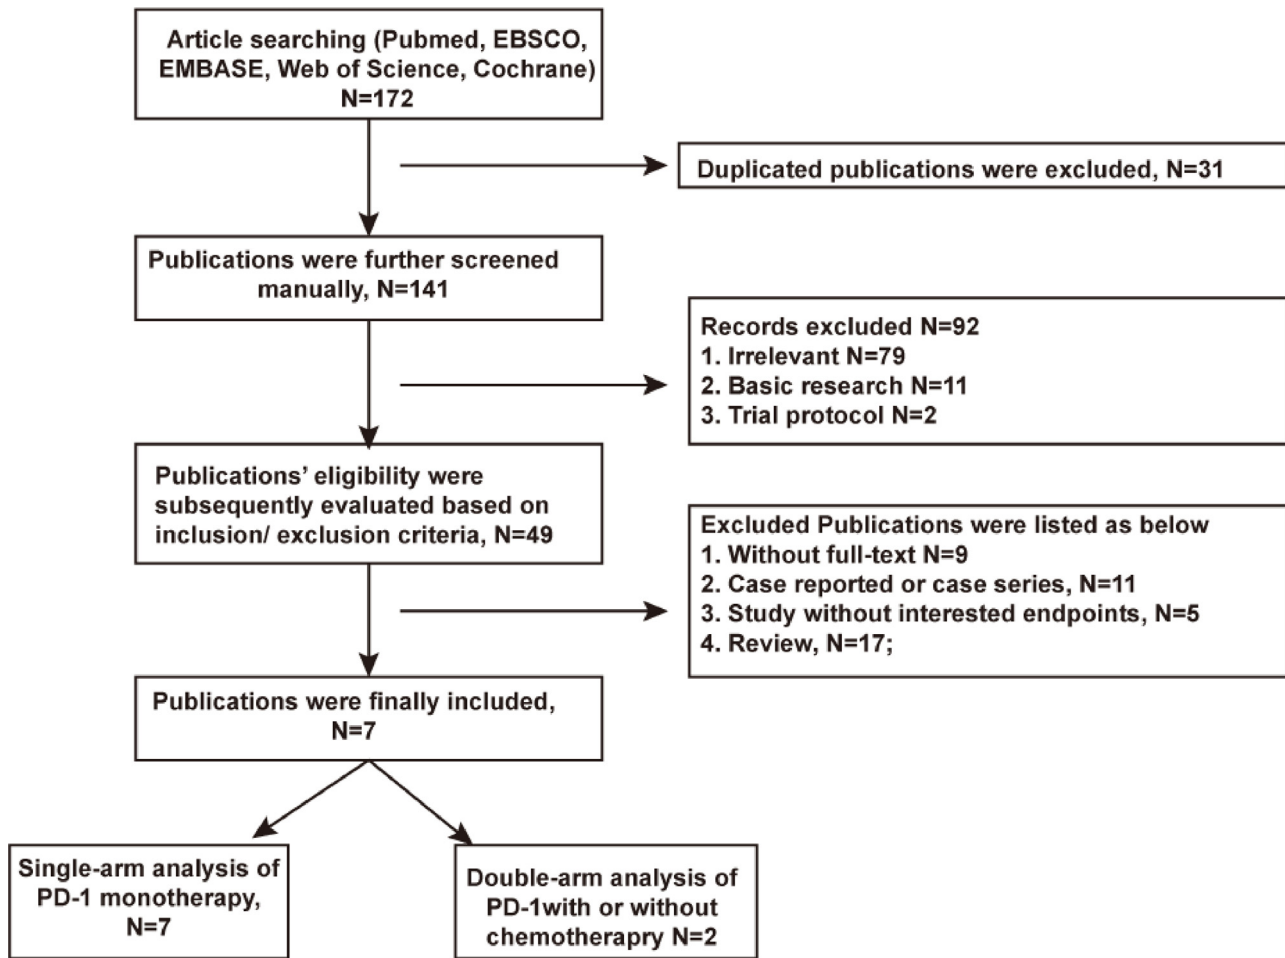 Article searching (Pubmed, EBSCO,
EMBASE, Web of Science, Cochrane)
N=172
Duplicated publications were excluded, N=31
Publications were further screened
manually, N=141
Records excluded N=92
1. Irrelevant N=79
2. Basic research N=11
3. Trial protocol N=2
Publications’ eligibility were
subsequently evaluated based on
inclusion/ exclusion criteria, N=49
Excluded Publications were listed as below
1. Without full-text N=9
2. Case reported or case series, N=11
3. Study without interested endpoints, N=5
4. Review, N=17;
Publications were finally included,
N=7
Single-arm analysis of
PD-1 monotherapy,
N=7
Double-arm analysis of
PD-1with or without
chemotheraprry N=2